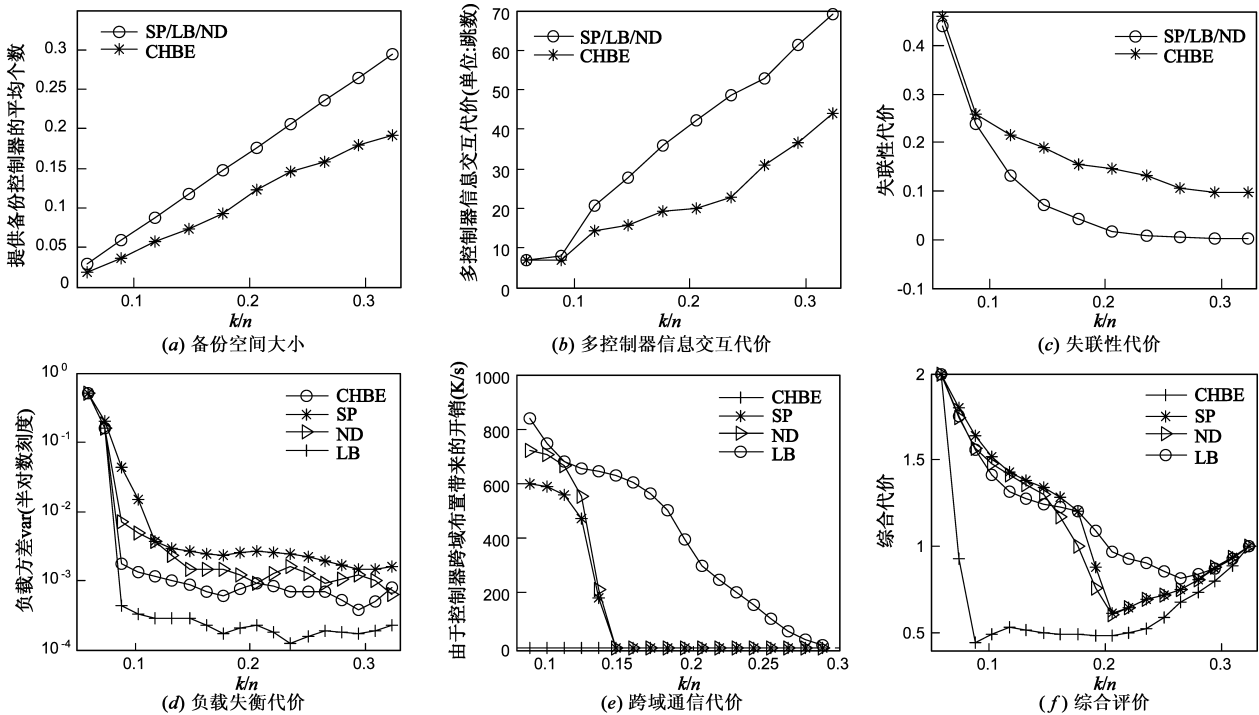 提供备份控制器的平均个数
0.3
0.25
0.2
0.15
0.1
0.05
0
SP/LB/ND
CHBE
0.1
0.2
0.3
k/n
(a) 备份空间大小
多控制器信息交互代价(单位:跳数)
70
60
50
40
30
20
10
0
SP/LB/ND
CHBE
0.1
0.2
0.3
k/n
(b) 多控制器信息交互代价
失联性代价
0.4
0.3
0.2
0.1
0
-0.1
SP/LB/ND
CHBE
0.1
0.2
0.3
k/n
(c) 失联性代价
负载方差var(半对数刻度)
10⁰
10⁻¹
10⁻²
10⁻³
10⁻⁴
CHBE
SP
ND
LB
0.1
0.2
0.3
k/n
(d) 负载失衡代价
由于控制器跨域布置带来的开销(K/s)
1000
900
800
600
400
200
0
CHBE
SP
ND
LB
0.1
0.15
0.2
0.25
0.3
k/n
(e) 跨域通信代价
综合代价
2
1.5
1
0.5
CHBE
SP
ND
LB
0.1
0.2
0.3
k/n
(f) 综合评价